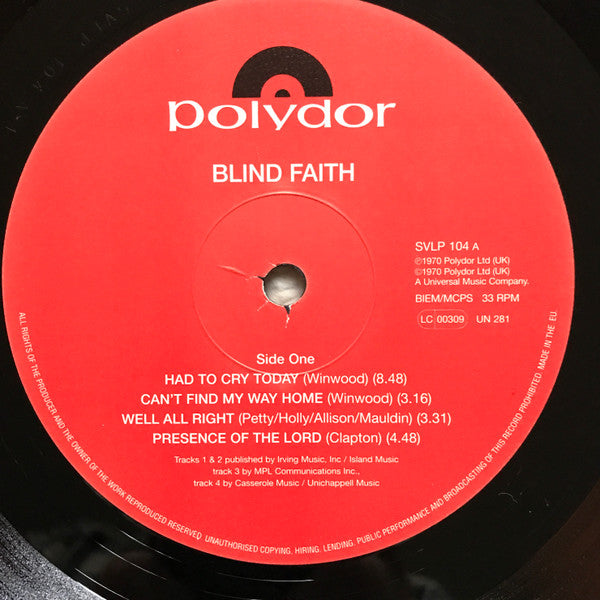 polydor
BLIND FAITH
SVLP 104 A
℗1970 Polydor Ltd (UK)
©1970 Polydor Ltd (UK)
A Universal Music Company.
BIEM/MCPS 33 RPM
LC 00309 UN 281
Side One
HAD TO CRY TODAY (Winwood) (8.48)
CAN'T FIND MY WAY HOME (Winwood) (3.16)
WELL ALL RIGHT (Petty/Holly/Allison/Mauldin) (3.31)
PRESENCE OF THE LORD (Clapton) (4.48)
Tracks 1 & 2 published by Irving Music, Inc / Island Music
track 3 by MPL Communications Inc.,
track 4 by Casserole Music / Unichappell Music
ALL RIGHTS OF THE PRODUCER AND THE OWNER OF THE WORK REPRODUCED RESERVED. UNAUTHORISED COPYING, HIRING, LENDING, PUBLIC PERFORMANCE AND BROADCASTING OF THIS RECORD PROHIBITED. MADE IN THE EU.